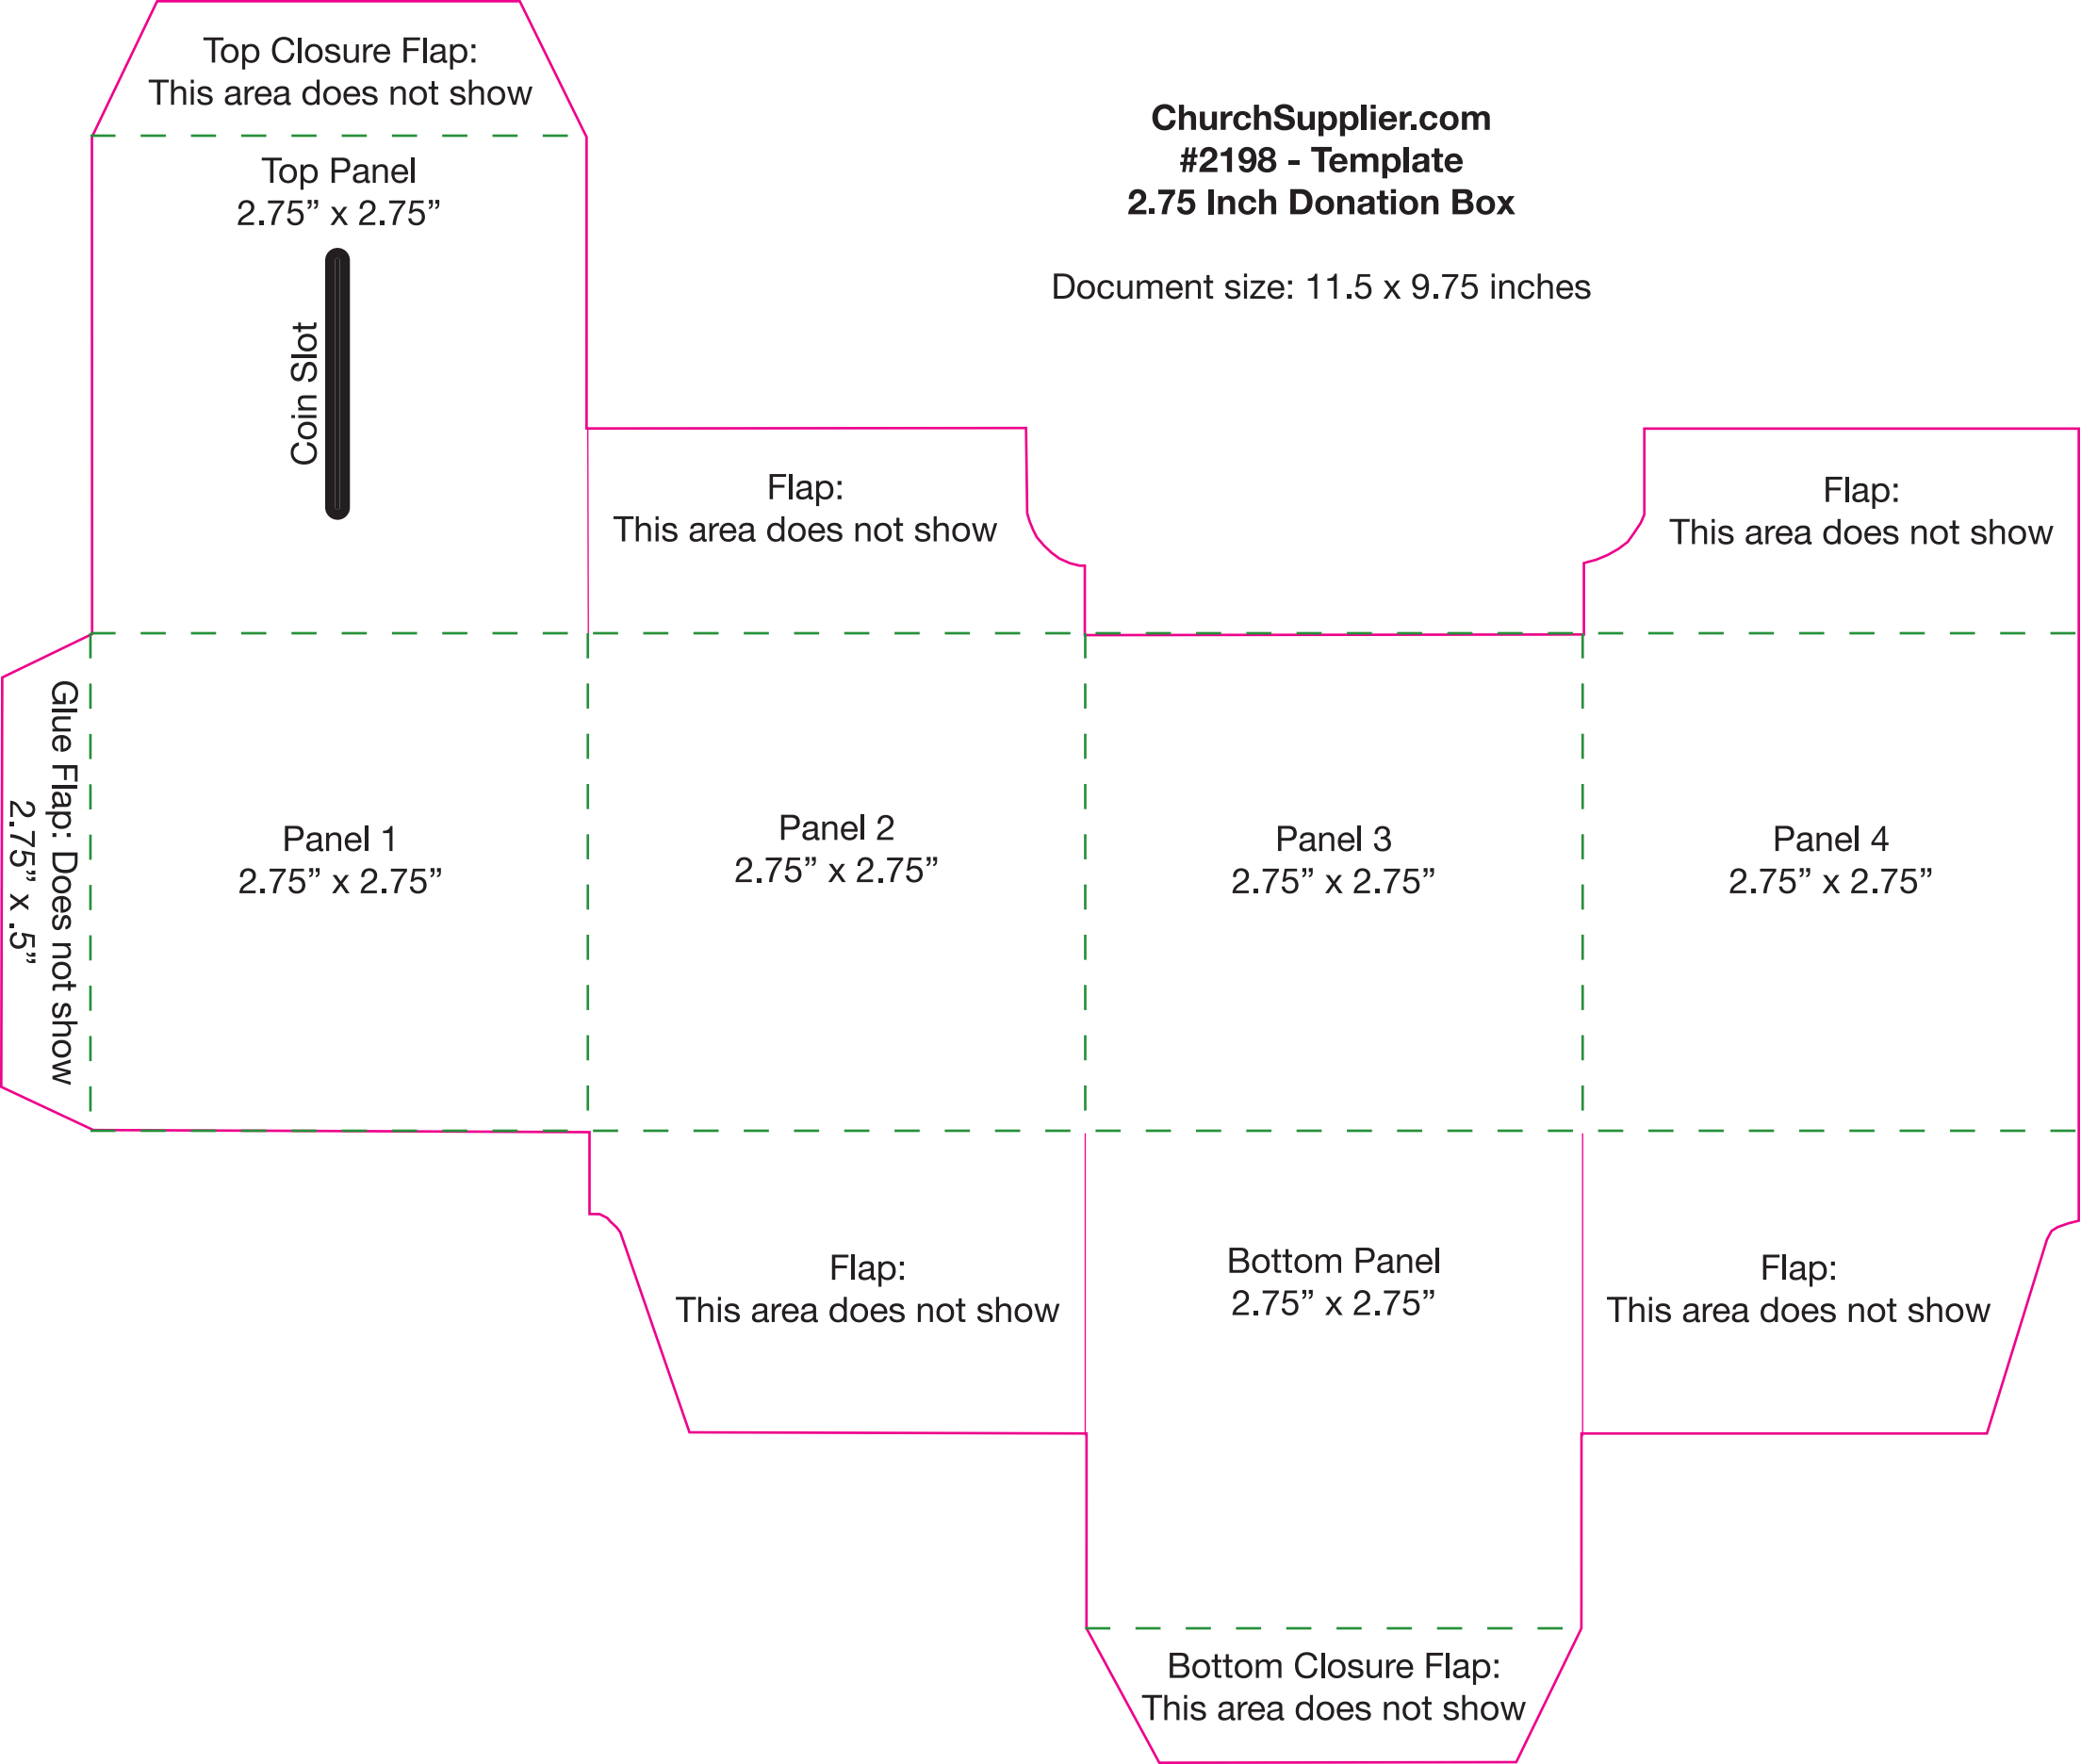 Top Closure Flap:
This area does not show
Top Panel
2.75” x 2.75”
Coin Slot
ChurchSupplier.com
#2198 - Template
2.75 Inch Donation Box
Document size: 11.5 x 9.75 inches
Flap:
This area does not show
Flap:
This area does not show
Glue Flap: Does not show
2.75” x .5”
Panel 1
2.75” x 2.75”
Panel 2
2.75” x 2.75”
Panel 3
2.75” x 2.75”
Panel 4
2.75” x 2.75”
Flap:
This area does not show
Bottom Panel
2.75” x 2.75”
Flap:
This area does not show
Bottom Closure Flap:
This area does not show